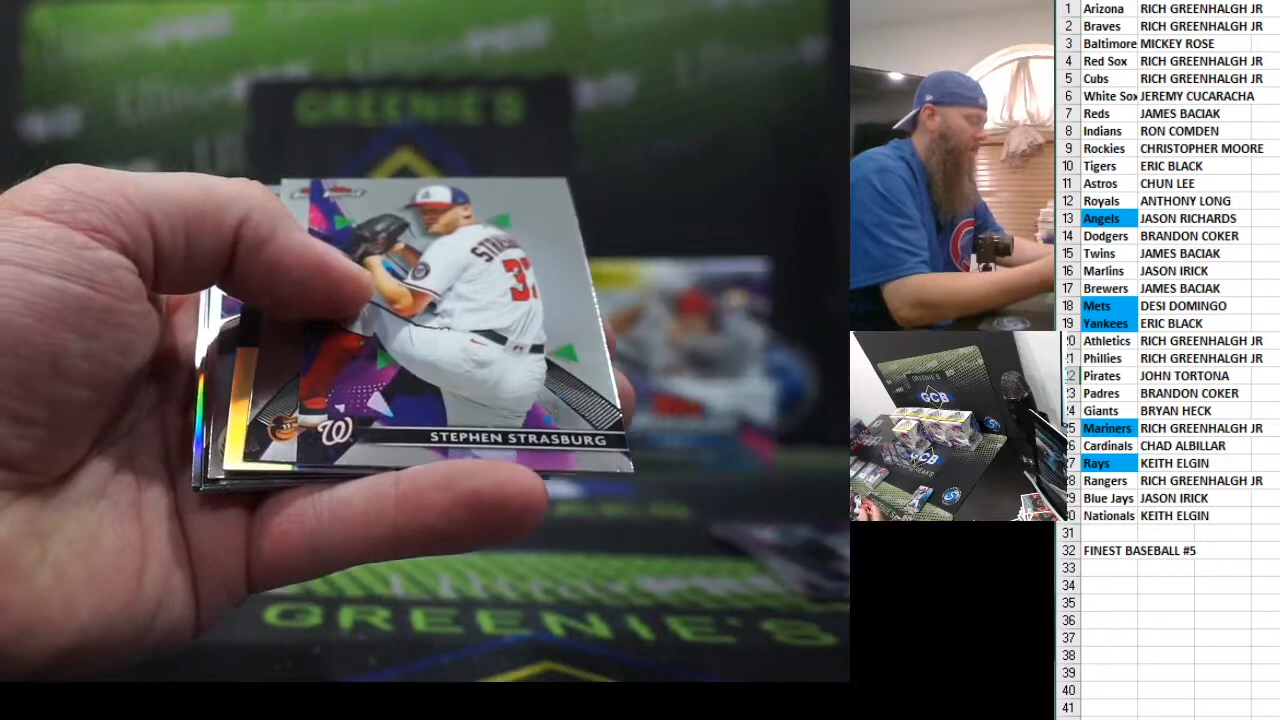 GREENIE'S
STRASBURG
37
W
STEPHEN STRASBURG
GREENIE'S
GCB
GCB
1 Arizona RICH GREENHALGH JR
2 Braves RICH GREENHALGH JR
3 Baltimore MICKEY ROSE
4 Red Sox RICH GREENHALGH JR
5 Cubs RICH GREENHALGH JR
6 White Sox JEREMY CUCARACHA
7 Reds JAMES BACIAK
8 Indians RON COMDEN
9 Rockies CHRISTOPHER MOORE
10 Tigers ERIC BLACK
11 Astros CHUN LEE
12 Royals ANTHONY LONG
13 Angels JASON RICHARDS
14 Dodgers BRANDON COKER
15 Twins JAMES BACIAK
16 Marlins JASON IRICK
17 Brewers JAMES BACIAK
18 Mets DESI DOMINGO
19 Yankees ERIC BLACK
20 Athletics RICH GREENHALGH JR
21 Phillies RICH GREENHALGH JR
22 Pirates JOHN TORTONA
23 Padres BRANDON COKER
24 Giants BRYAN HECK
25 Mariners RICH GREENHALGH JR
26 Cardinals CHAD ALBILLAR
27 Rays KEITH ELGIN
28 Rangers RICH GREENHALGH JR
29 Blue Jays JASON IRICK
30 Nationals KEITH ELGIN
31
32 FINEST BASEBALL #5
33
34
35
36
37
38
39
40
41